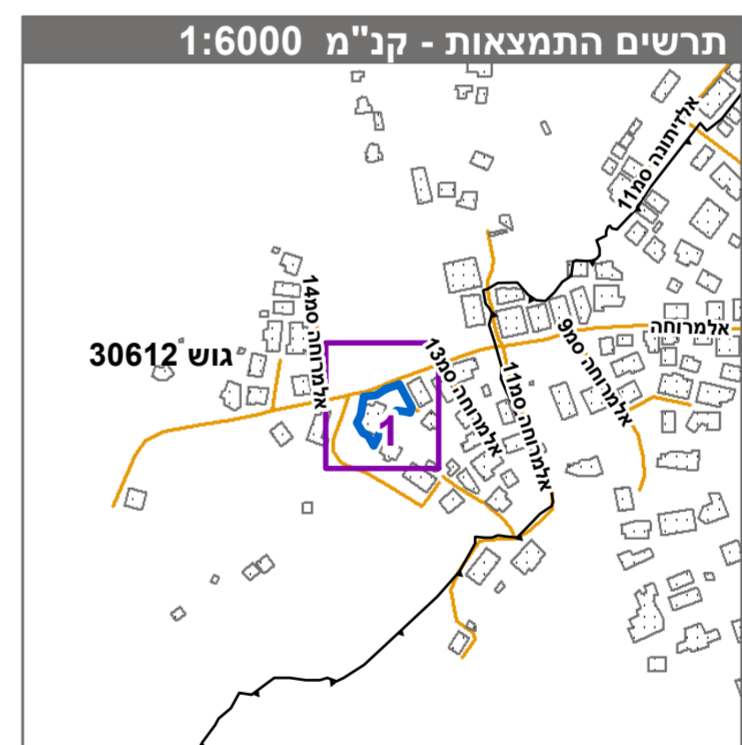 תרשים התמצאות - קנ"מ 1:6000
אלזיתונה סמ11
אלמרוחה סמ14
אלמרוחה
אלמרוחה סמ9
גוש 30612
אלמרוחה סמ13
אלמרוחה סמ11
1